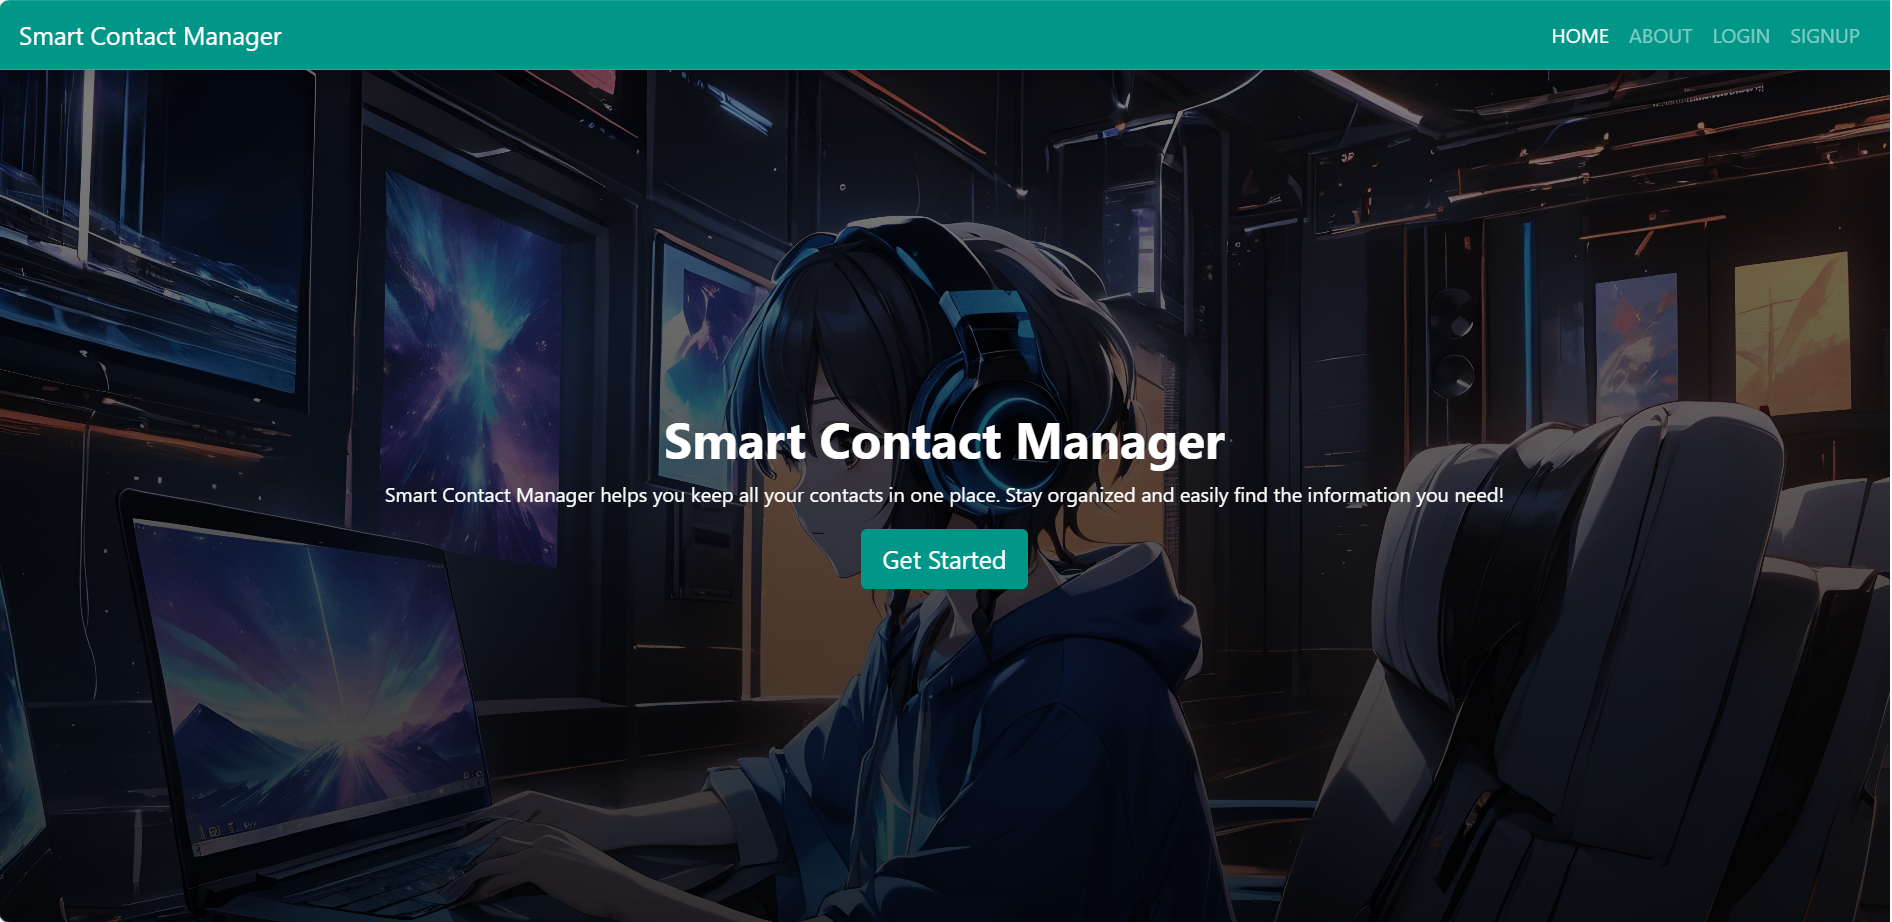 Smart Contact Manager
HOME ABOUT LOGIN SIGNUP
Smart Contact Manager
Smart Contact Manager helps you keep all your contacts in one place. Stay organized and easily find the information you need!
Get Started